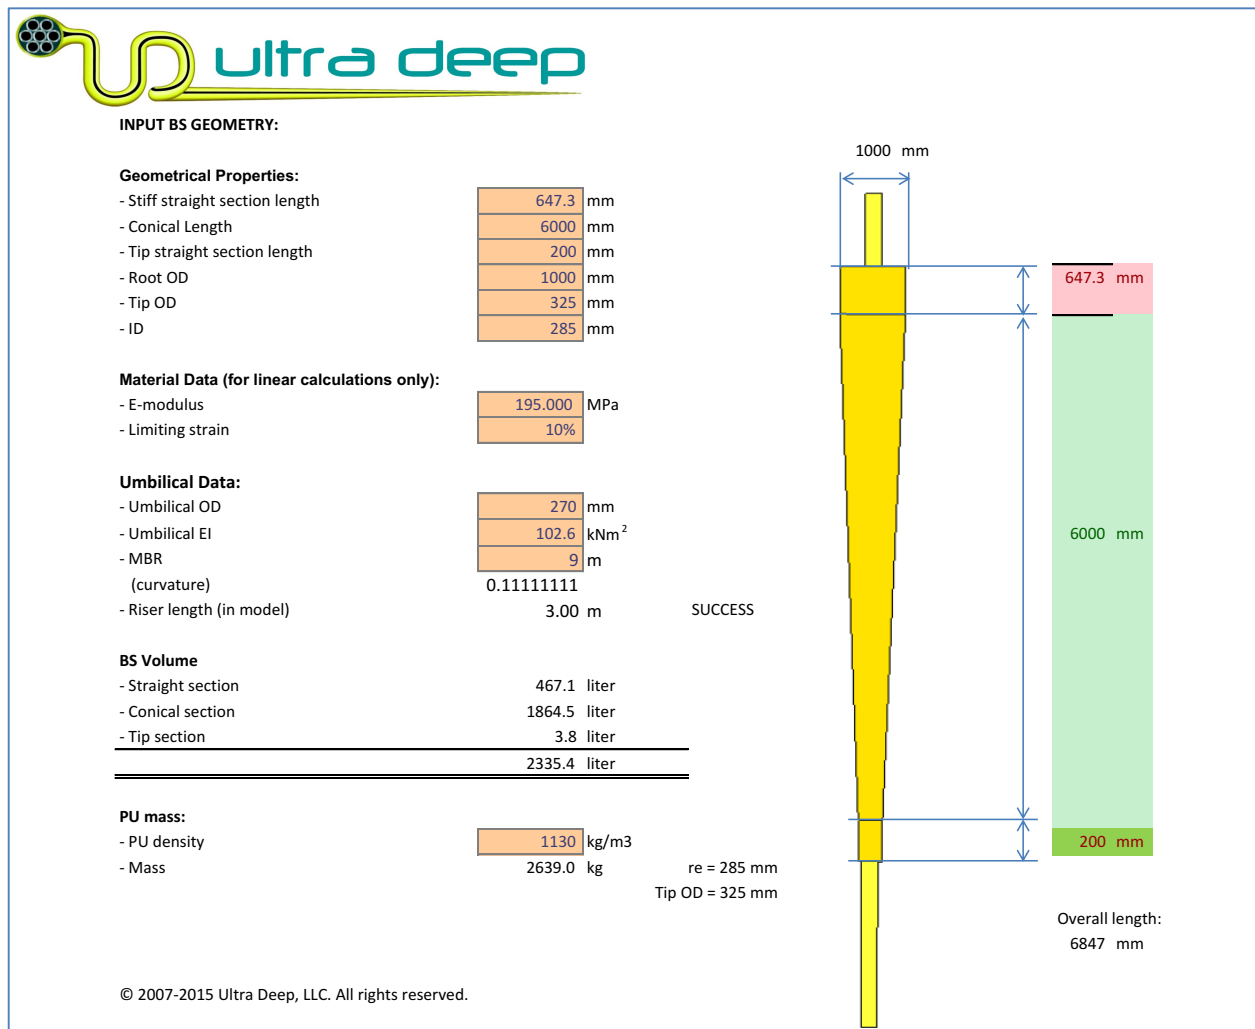 ultra deep
INPUT BS GEOMETRY:
1000 mm
Geometrical Properties:
- Stiff straight section length 647.3 mm
- Conical Length 6000 mm
- Tip straight section length 200 mm
- Root OD 1000 mm
- Tip OD 325 mm
- ID 285 mm
647.3 mm
Material Data (for linear calculations only):
- E-modulus 195.000 MPa
- Limiting strain 10%
Umbilical Data:
- Umbilical OD 270 mm
- Umbilical EI 102.6 kNm²
- MBR 9 m
(curvature) 0.11111111
- Riser length (in model) 3.00 m SUCCESS
6000 mm
BS Volume
- Straight section 467.1 liter
- Conical section 1864.5 liter
- Tip section 3.8 liter
2335.4 liter
PU mass:
- PU density 1130 kg/m3
- Mass 2639.0 kg re = 285 mm
Tip OD = 325 mm
200 mm
Overall length:
6847 mm
© 2007-2015 Ultra Deep, LLC. All rights reserved.